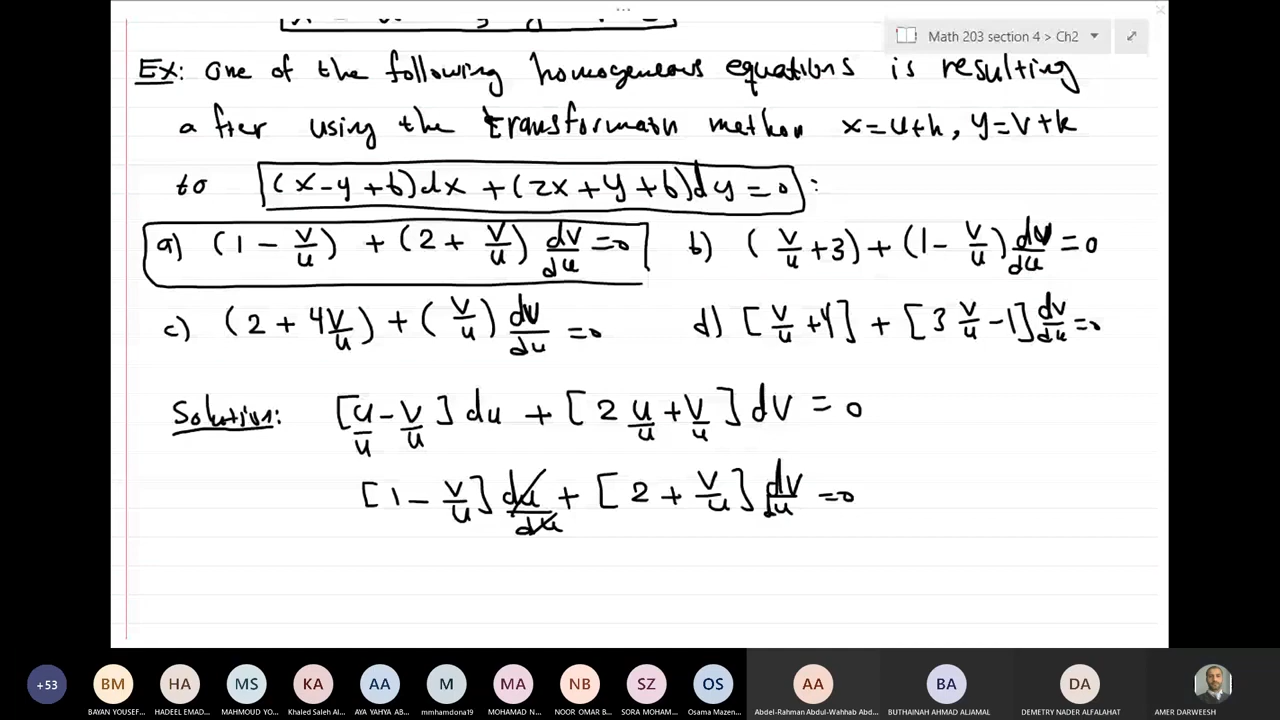 Math 203 section 4 > Ch2
Ex: one of the following homogeneous equations is resulting
after using the transformaion method x=u+h, y=v+k
to (x-y+6)dx+(2x+y+6)dy=0:
a) (1 - v/u) + (2 + v/u) dv/du =0 b) (v/u +3) + (1- v/u) dv/du =0
c) (2 + 4v/u) + (v/u) dv/du =0 d) [v/u +4] + [3 v/u -1] dv/du =0
Solution: [u/u - v/u] du + [2 u/u + v/u] dv = 0
[1 - v/u] du/du + [2 + v/u] dv/du =0
+53 BM HA MS KA AA M MA NB SZ OS AA BA DA
BAYAN YOUSEF... HADEEL EMAD... MAHMOUD YO... Khaled Saleh Al... AYA YAHYA AB... mmhamdona19 MOHAMAD N... NOOR OMAR B... SORA MOHAM... Osama Mazen... Abdel-Rahman Abdul-Wahhab Abd... BUTHAINAH AHMAD ALJAMAL DEMETRY NADER ALFALAHAT AMER DARWEESH